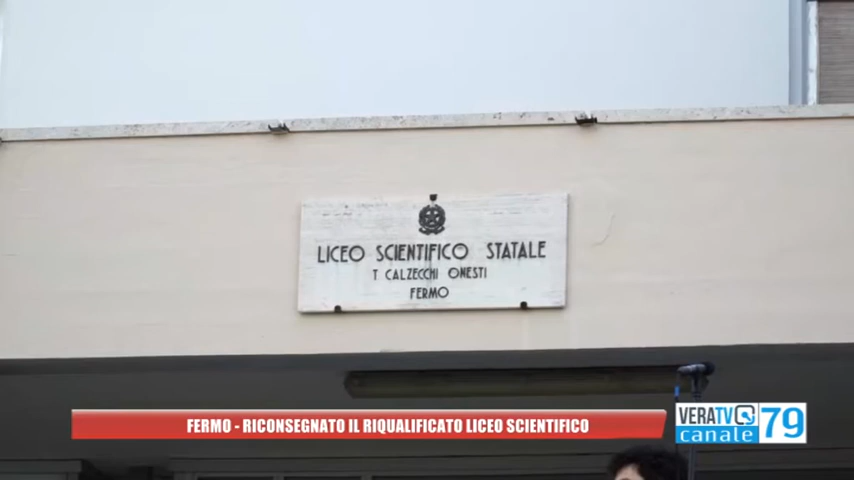 LICEO SCIENTIFICO STATALE
T CALZECCHI ONESTI
FERMO
FERMO - RICONSEGNATO IL RIQUALIFICATO LICEO SCIENTIFICO
VERATV
canale 79